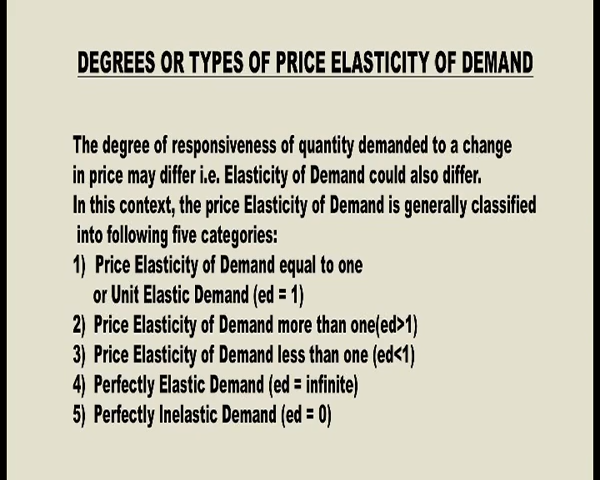 DEGREES OR TYPES OF PRICE ELASTICITY OF DEMAND
The degree of responsiveness of quantity demanded to a change
in price may differ i.e. Elasticity of Demand could also differ.
In this context, the price Elasticity of Demand is generally classified
into following five categories:
1) Price Elasticity of Demand equal to one
or Unit Elastic Demand (ed = 1)
2) Price Elasticity of Demand more than one(ed>1)
3) Price Elasticity of Demand less than one (ed<1)
4) Perfectly Elastic Demand (ed = infinite)
5) Perfectly Inelastic Demand (ed = 0)